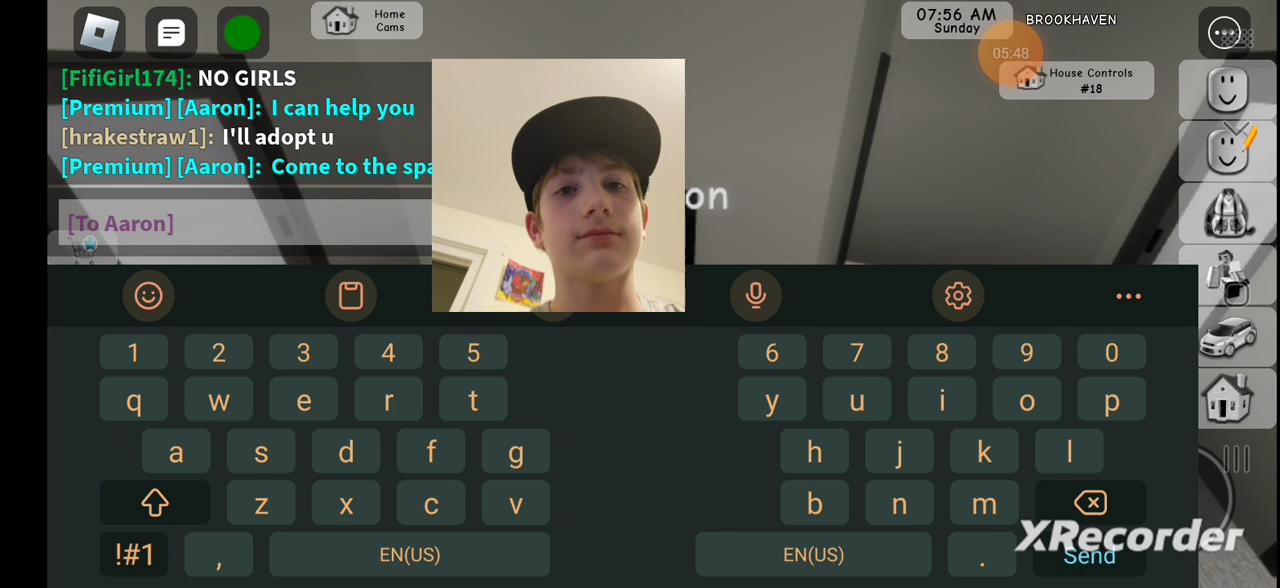 Home
Cams
07:56 AM
Sunday
BROOKHAVEN
05:48
House Controls
#18
[FifiGirl174]: NO GIRLS
[Premium] [Aaron]: I can help you
[hrakestraw1]: I'll adopt u
[Premium] [Aaron]: Come to the
[To Aaron]
1 2 3 4 5 6 7 8 9 0
q w e r t y u i o p
a s d f g h j k l
z x c v b n m
!#1 , EN(US) EN(US) . Send
XRecorder